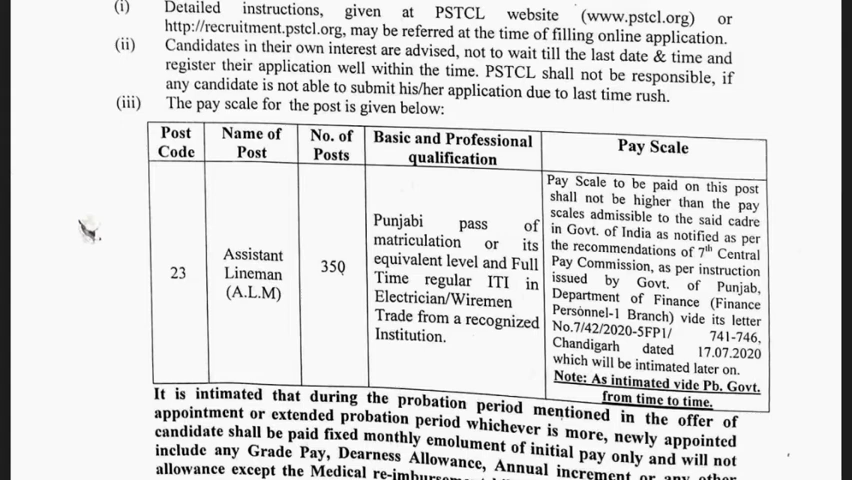 (i) Detailed instructions, given at PSTCL website (www.pstcl.org) or
http://recruitment.pstcl.org, may be referred at the time of filling online application.
(ii) Candidates in their own interest are advised, not to wait till the last date & time and
register their application well within the time. PSTCL shall not be responsible, if
any candidate is not able to submit his/her application due to last time rush.
(iii) The pay scale for the post is given below:
Post Code
Name of Post
No. of Posts
Basic and Professional qualification
Pay Scale
23
Assistant
Lineman
(A.L.M)
350
Punjabi pass of
matriculation or its
equivalent level and Full
Time regular ITI in
Electrician/Wiremen
Trade from a recognized
Institution.
Pay Scale to be paid on this post
shall not be higher than the pay
scales admissible to the said cadre
in Govt. of India as notified as per
the recommendations of 7th Central
Pay Commission, as per instruction
issued by Govt. of Punjab,
Department of Finance (Finance
Personnel-1 Branch) vide its letter
No.7/42/2020-5FP1/ 741-746,
Chandigarh dated 17.07.2020
which will be intimated later on.
Note: As intimated vide Pb. Govt.
from time to time.
It is intimated that during the probation period mentioned in the offer of
appointment or extended probation period whichever is more, newly appointed
candidate shall be paid fixed monthly emolument of initial pay only and will not
include any Grade Pay, Dearness Allowance, Annual increment or any other
allowance except the Medical